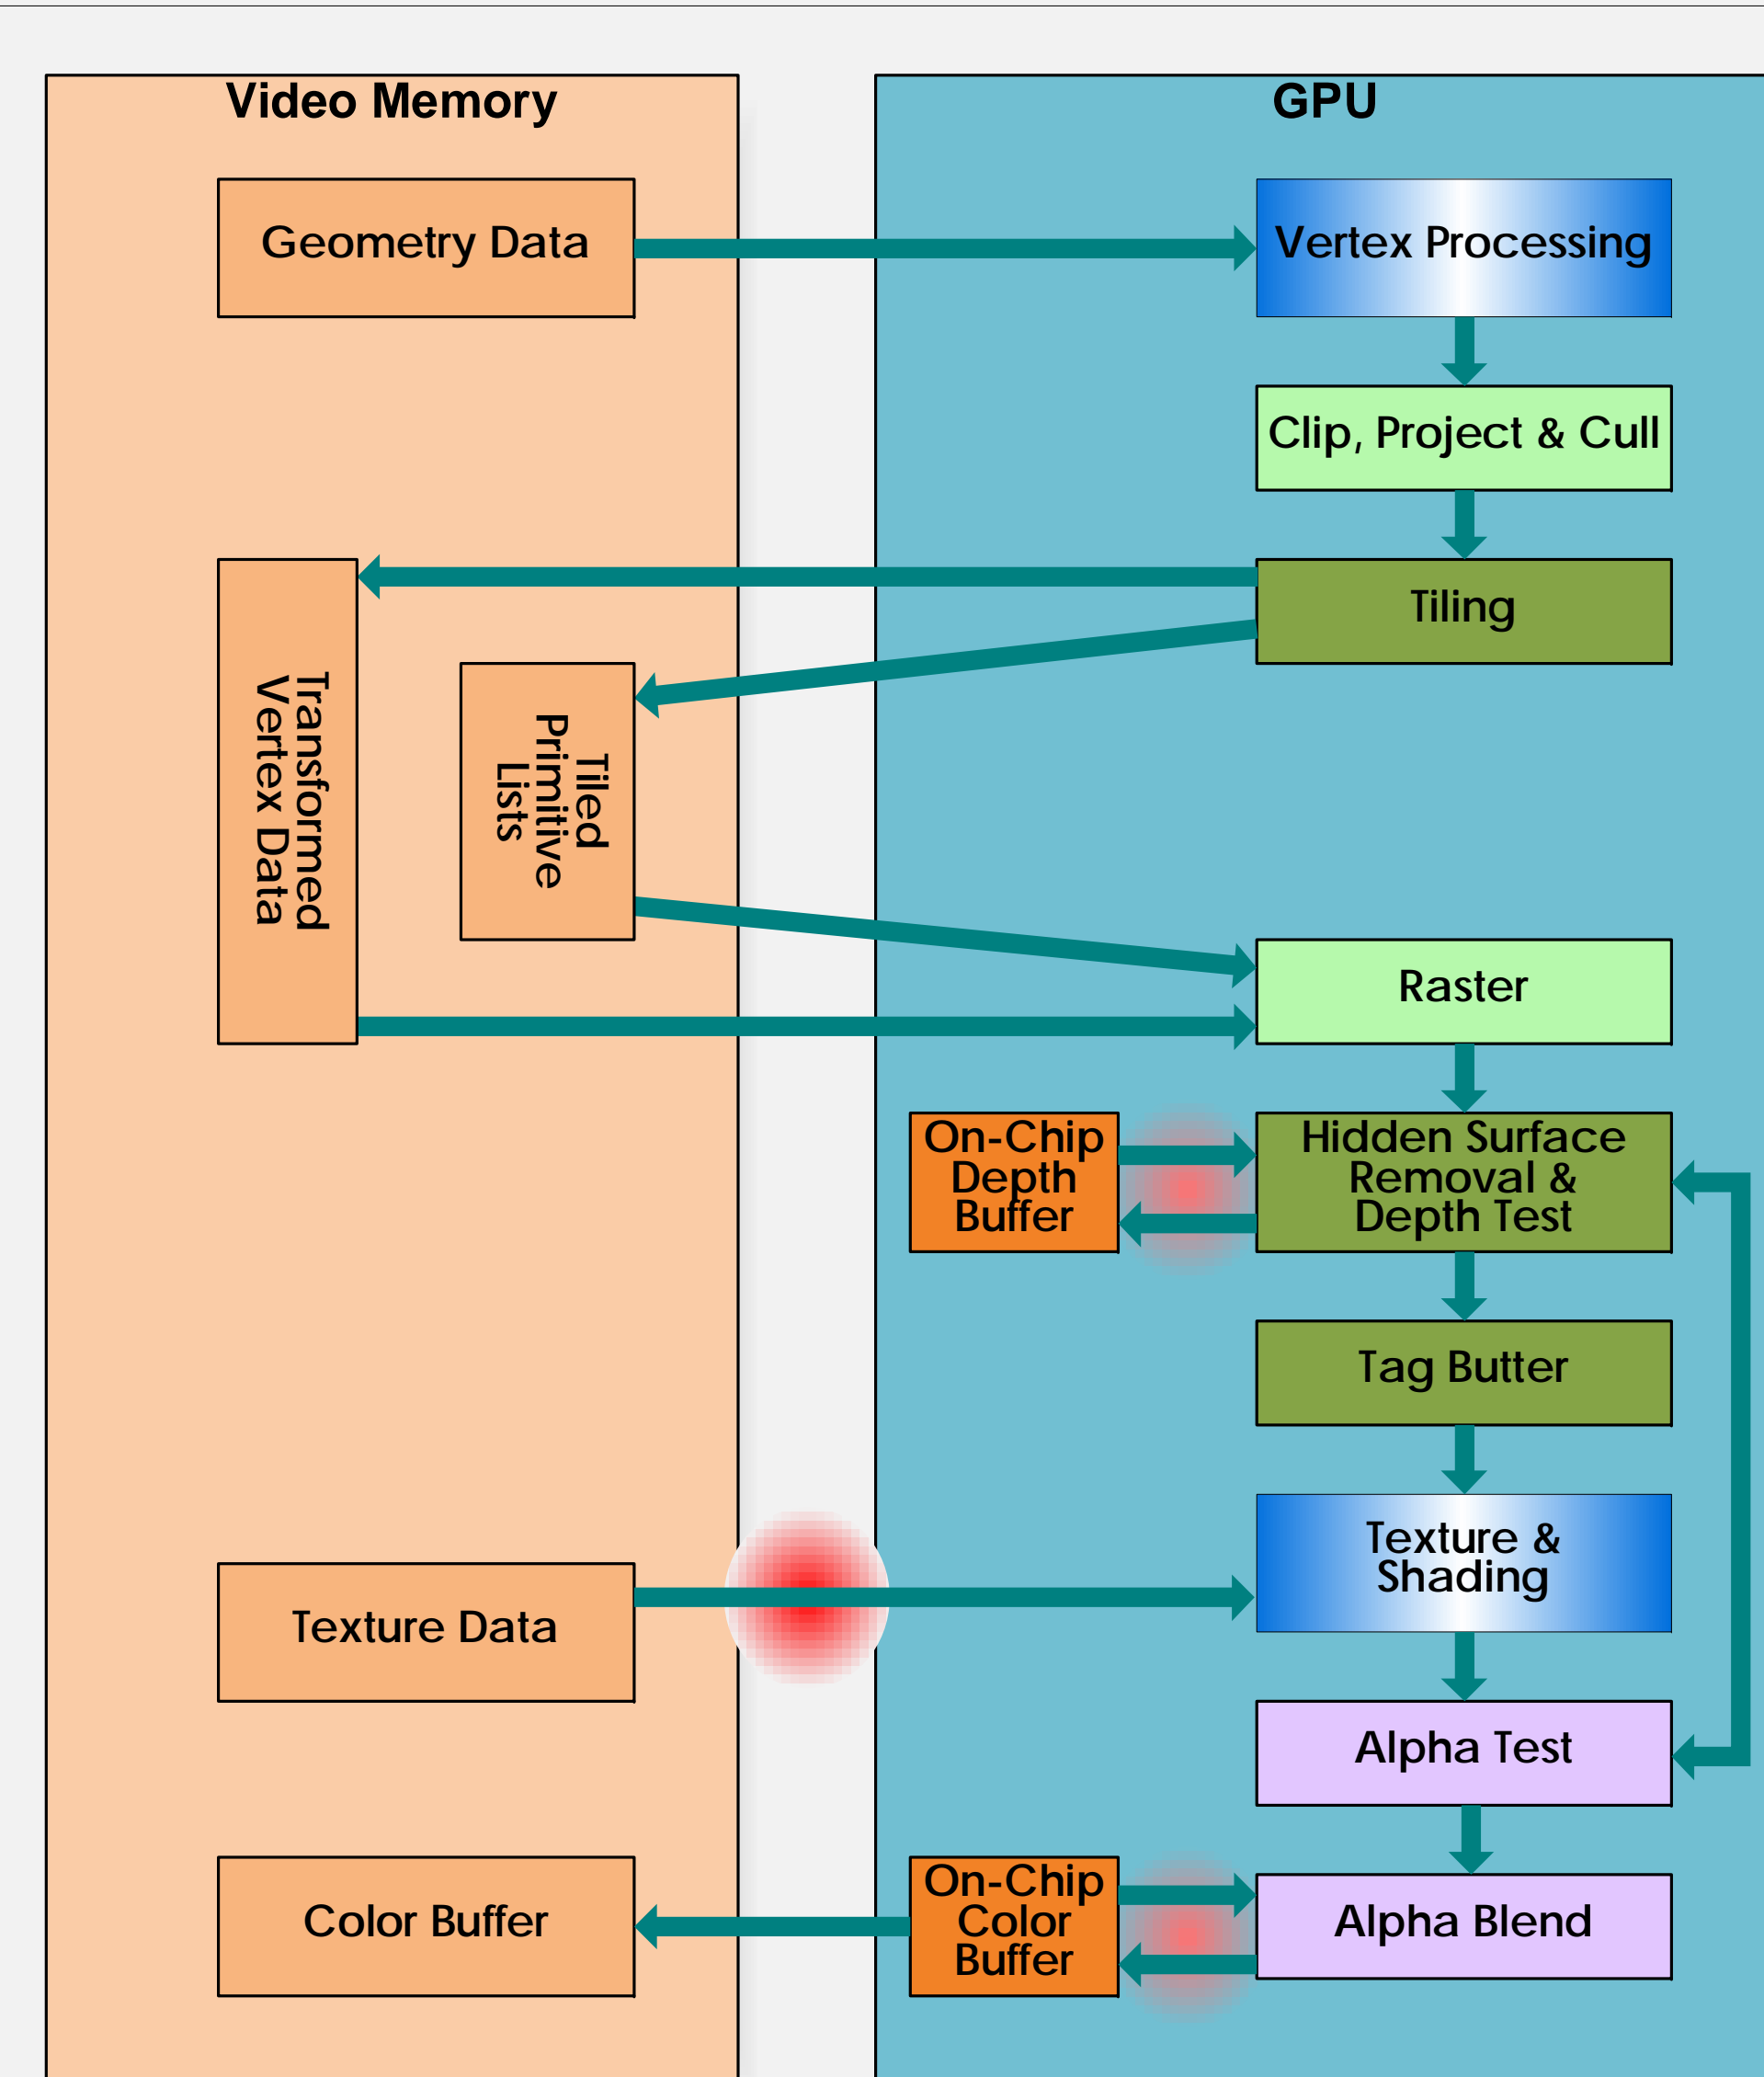 Video Memory
GPU
Geometry Data
Vertex Processing
Clip, Project & Cull
Tiling
Transformed
Vertex Data
Tiled
Primitive
Lists
Raster
On-Chip
Depth
Buffer
Hidden Surface
Removal &
Depth Test
Tag Butter
Texture &
Shading
Texture Data
Alpha Test
Color Buffer
On-Chip
Color
Buffer
Alpha Blend